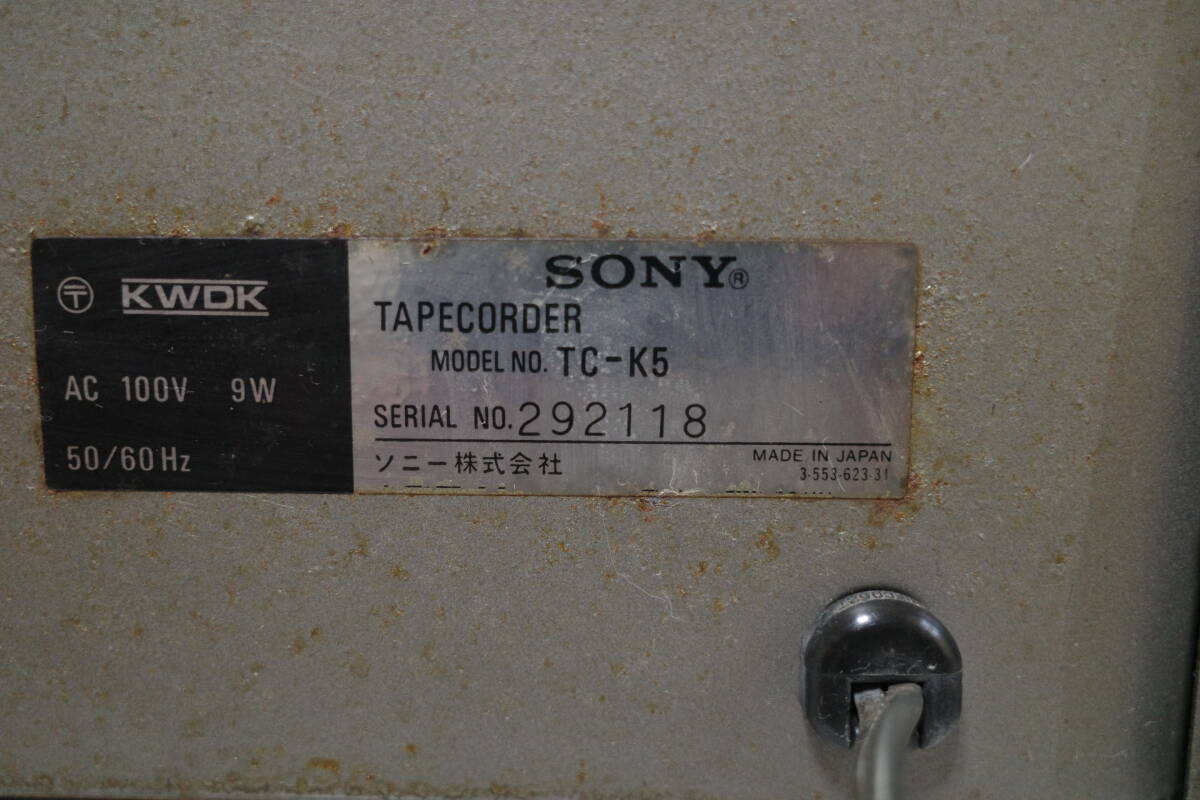 〒 KWDK
AC 100V 9W
50/60Hz
SONY®
TAPECORDER
MODEL NO. TC-K5
SERIAL NO. 292118
ソニー株式会社
MADE IN JAPAN
3-553-623-31